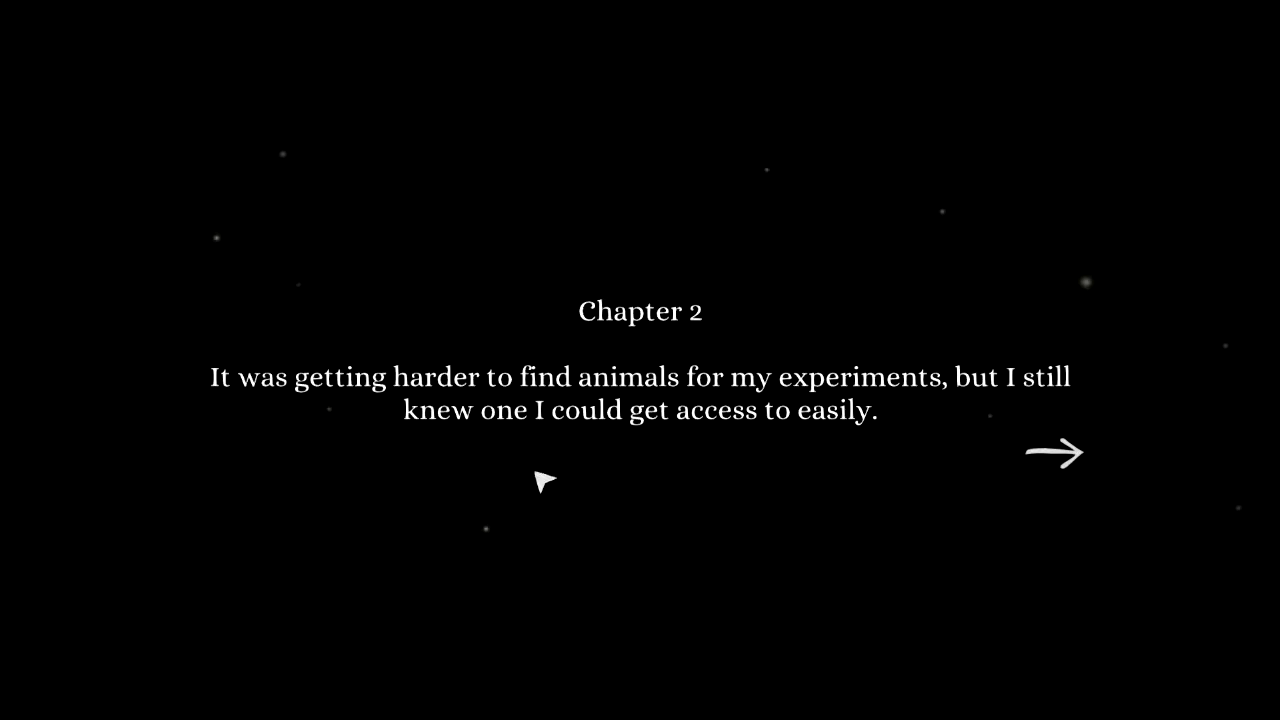 Chapter 2
It was getting harder to find animals for my experiments, but I still
knew one I could get access to easily.